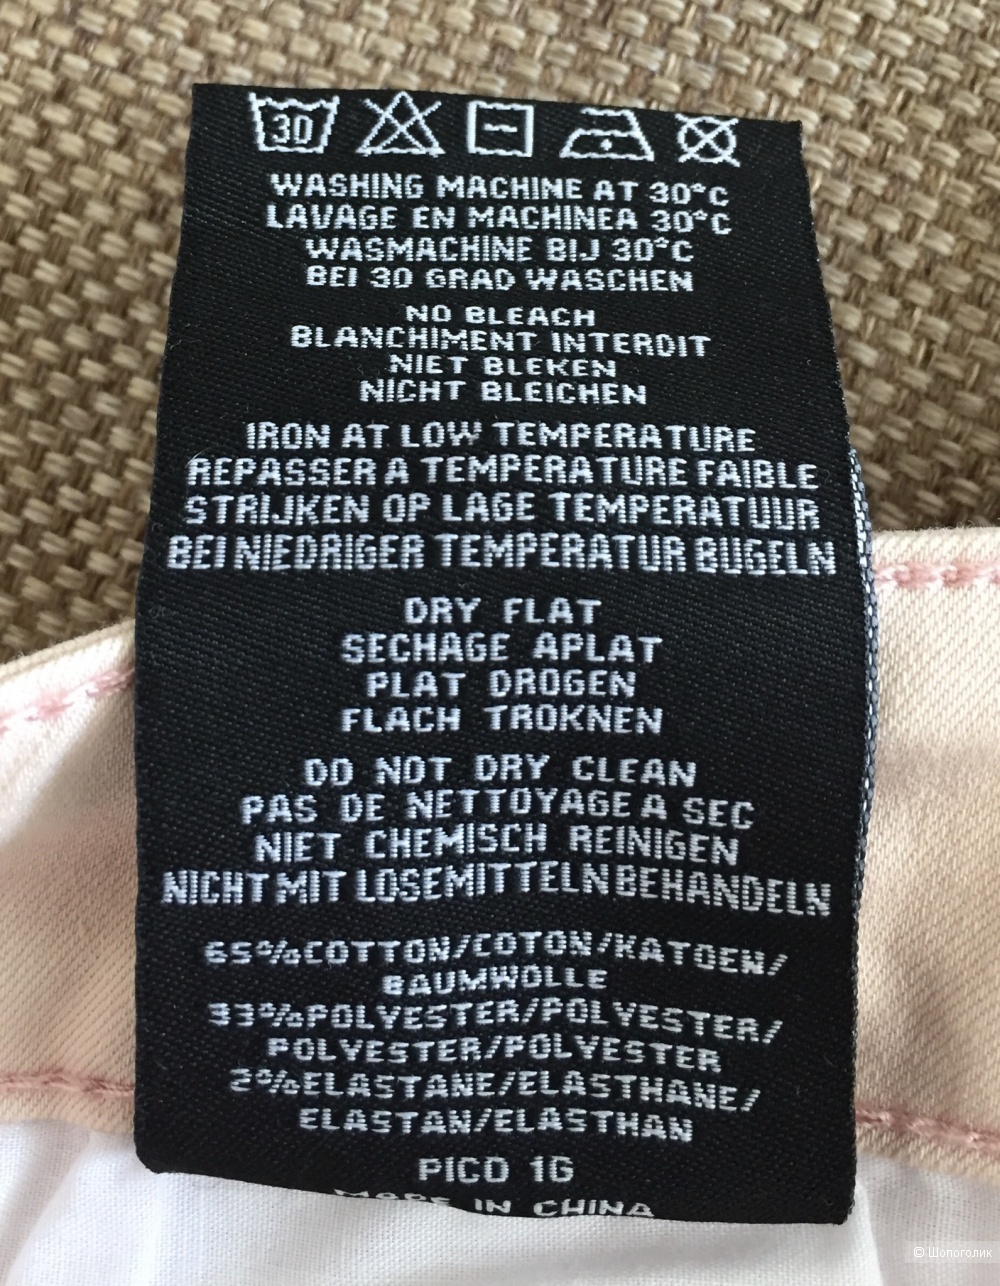 30
WASHING MACHINE AT 30°C
LAVAGE EN MACHINEA 30°C
WASMACHINE BIJ 30°C
BEI 30 GRAD WASCHEN
NO BLEACH
BLANCHIMENT INTERDIT
NIET BLEKEN
NICHT BLEICHEN
IRON AT LOW TEMPERATURE
REPASSER A TEMPERATURE FAIBLE
STRIJKEN OP LAGE TEMPERATUUR
BEI NIEDRIGER TEMPERATUR BUGELN
DRY FLAT
SECHAGE APLAT
PLAT DROGEN
FLACH TROKNEN
DO NOT DRY CLEAN
PAS DE NETTOYAGE A SEC
NIET CHEMISCH REINIGEN
NICHT MIT LOSEMITTELN BEHANDELN
65%COTTON/COTON/KATOEN/
BAUMWOLLE
33%POLYESTER/POLYESTER/
POLYESTER/POLYESTER
2%ELASTANE/ELASTHANE/
ELASTAN/ELASTHAN
PICO 1G
MADE IN CHINA
© Шопоголик